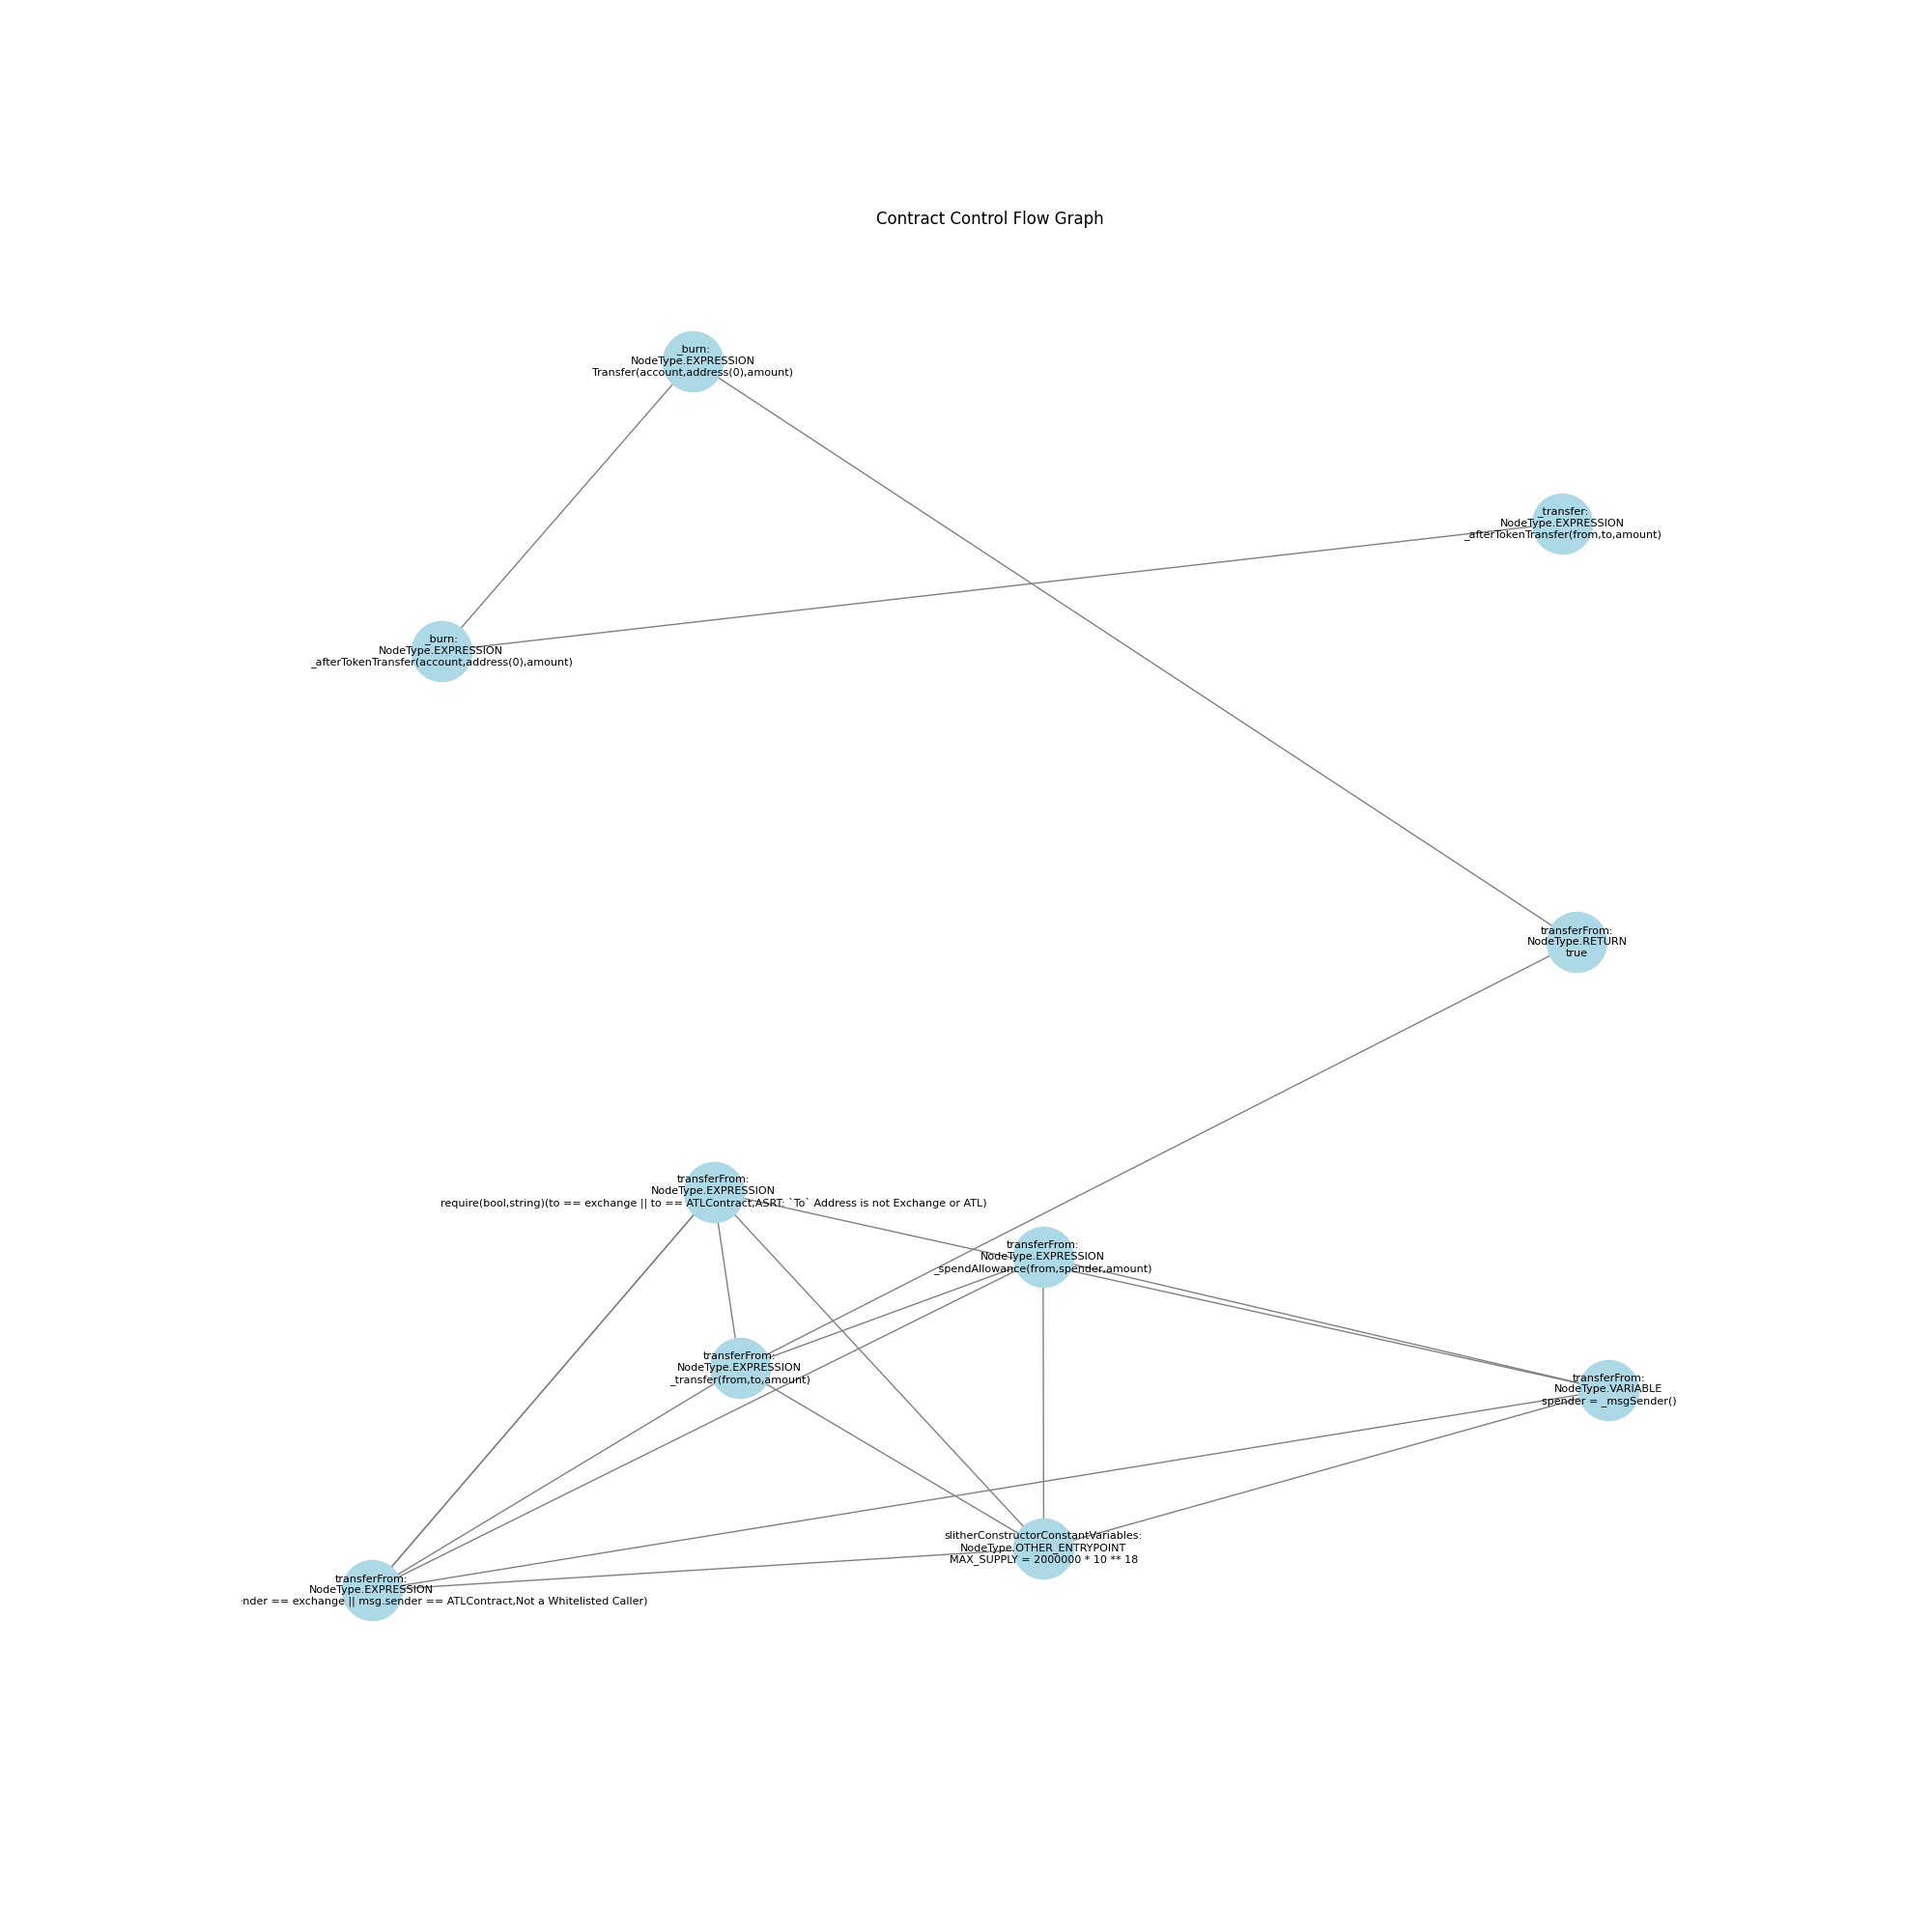 Contract Control Flow Graph
_burn:
NodeType.EXPRESSION
Transfer(account,address(0),amount)
_transfer:
NodeType.EXPRESSION
_afterTokenTransfer(from,to,amount)
_burn:
NodeType.EXPRESSION
_afterTokenTransfer(account,address(0),amount)
transferFrom:
NodeType.RETURN
true
transferFrom:
NodeType.EXPRESSION
require(bool,string)(to == exchange || to == ATLContract,ASRT: `To` Address is not Exchange or ATL)
transferFrom:
NodeType.EXPRESSION
_spendAllowance(from,spender,amount)
transferFrom:
NodeType.EXPRESSION
_transfer(from,to,amount)
transferFrom:
NodeType.VARIABLE
spender = _msgSender()
slitherConstructorConstantVariables:
NodeType.OTHER_ENTRYPOINT
MAX_SUPPLY = 2000000 * 10 ** 18
transferFrom:
NodeType.EXPRESSION
nder == exchange || msg.sender == ATLContract,Not a Whitelisted Caller)